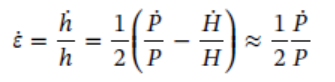 ε̇ = ḣ/h = 1/2 (Ṗ/P − Ḣ/H) ≈ 1/2 Ṗ/P